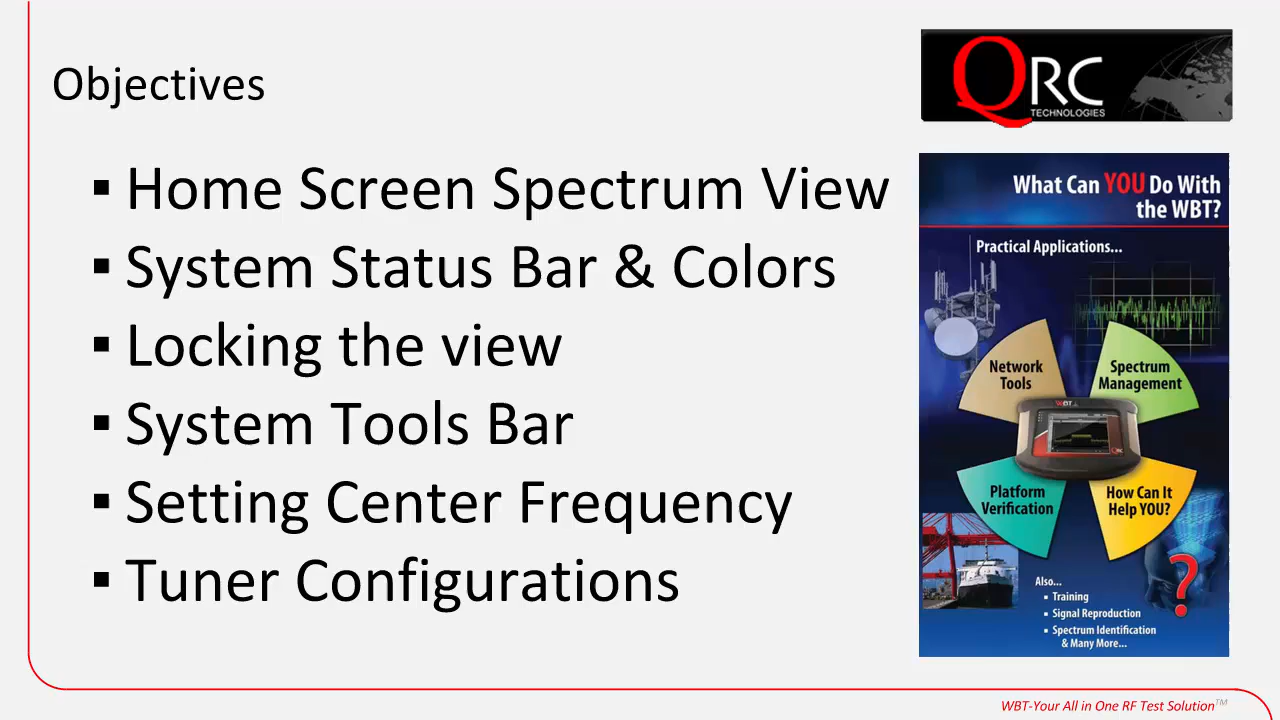 Objectives
▪ Home Screen Spectrum View
▪ System Status Bar & Colors
▪ Locking the view
▪ System Tools Bar
▪ Setting Center Frequency
▪ Tuner Configurations
QRC
TECHNOLOGIES
What Can YOU Do With
the WBT?
Practical Applications...
Network
Tools
Spectrum
Management
WBT
Platform
Verification
How Can It
Help YOU?
?
Also...
▪ Training
▪ Signal Reproduction
▪ Spectrum Identification
& Many More...
WBT-Your All in One RF Test Solution™